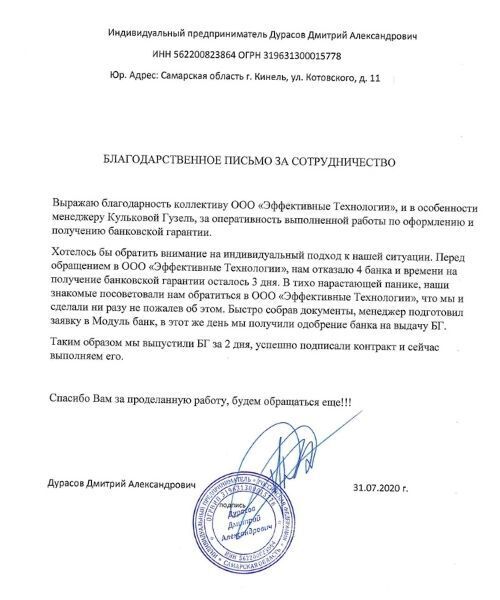 Индивидуальный предприниматель Дурасов Дмитрий Александрович
ИНН 562200823864 ОГРН 319631300015778
Юр. Адрес: Самарская область г. Кинель, ул. Котовского, д. 11
БЛАГОДАРСТВЕННОЕ ПИСЬМО ЗА СОТРУДНИЧЕСТВО
Выражаю благодарность коллективу ООО «Эффективные Технологии», и в особенности
менеджеру Кульковой Гузель, за оперативность выполненной работы по оформлению и
получению банковской гарантии.
Хотелось бы обратить внимание на индивидуальный подход к нашей ситуации. Перед
обращением в ООО «Эффективные Технологии», нам отказало 4 банка и времени на
получение банковской гарантии осталось 3 дня. В тихо нарастающей панике, наши
знакомые посоветовали нам обратиться в ООО «Эффективные Технологии», что мы и
сделали ни разу не пожалев об этом. Быстро собрав документы, менеджер подготовил
заявку в Модуль банк, в этот же день мы получили одобрение банка на выдачу БГ.
Таким образом мы выпустили БГ за 2 дня, успешно подписали контракт и сейчас
выполняем его.
Спасибо Вам за проделанную работу, будем обращаться еще!!!
Дурасов Дмитрий Александрович
31.07.2020 г.
подпись
ИНДИВИДУАЛЬНЫЙ ПРЕДПРИНИМАТЕЛЬ
РОССИЙСКАЯ ФЕДЕРАЦИЯ
Дурасов
Дмитрий
Александрович
ИНН 562200823864
САМАРСКАЯ ОБЛАСТЬ